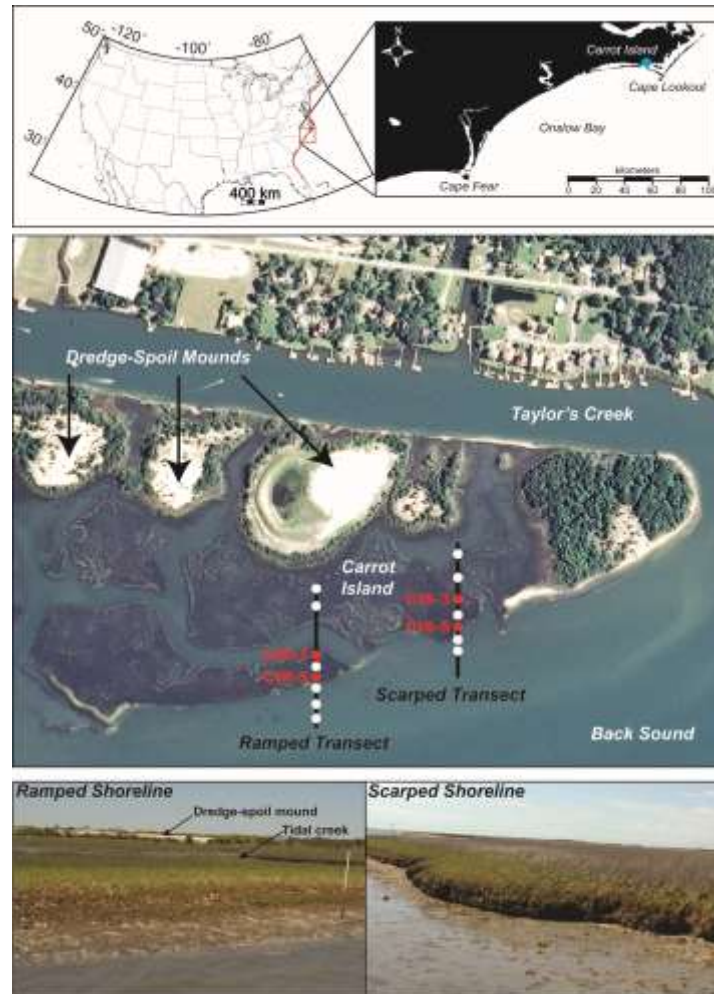 50°
-120°
-100°
-80°
40°
30°
400 km
Carrot Island
Cape Lookout
Onslow Bay
Cape Fear
kilometers
0 20 40 60 80 100
Dredge-Spoil Mounds
Taylor's Creek
Carrot
Island
Scarped Transect
Ramped Transect
Back Sound
Ramped Shoreline
Dredge-spoil mound
Tidal creek
Scarped Shoreline